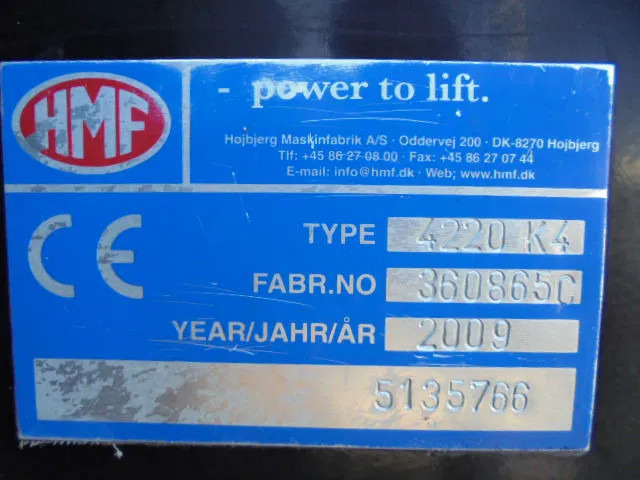 HMF
- power to lift.
Højbjerg Maskinfabrik A/S · Oddervej 200 · DK-8270 Hojbjerg
Tlf: +45 86 27 08 00 · Fax: +45 86 27 07 44
E-mail: info@hmf.dk · Web; www.hmf.dk
CE
TYPE 4220 K4
FABR.NO 360865C
YEAR/JAHR/ÅR 2009
5135766